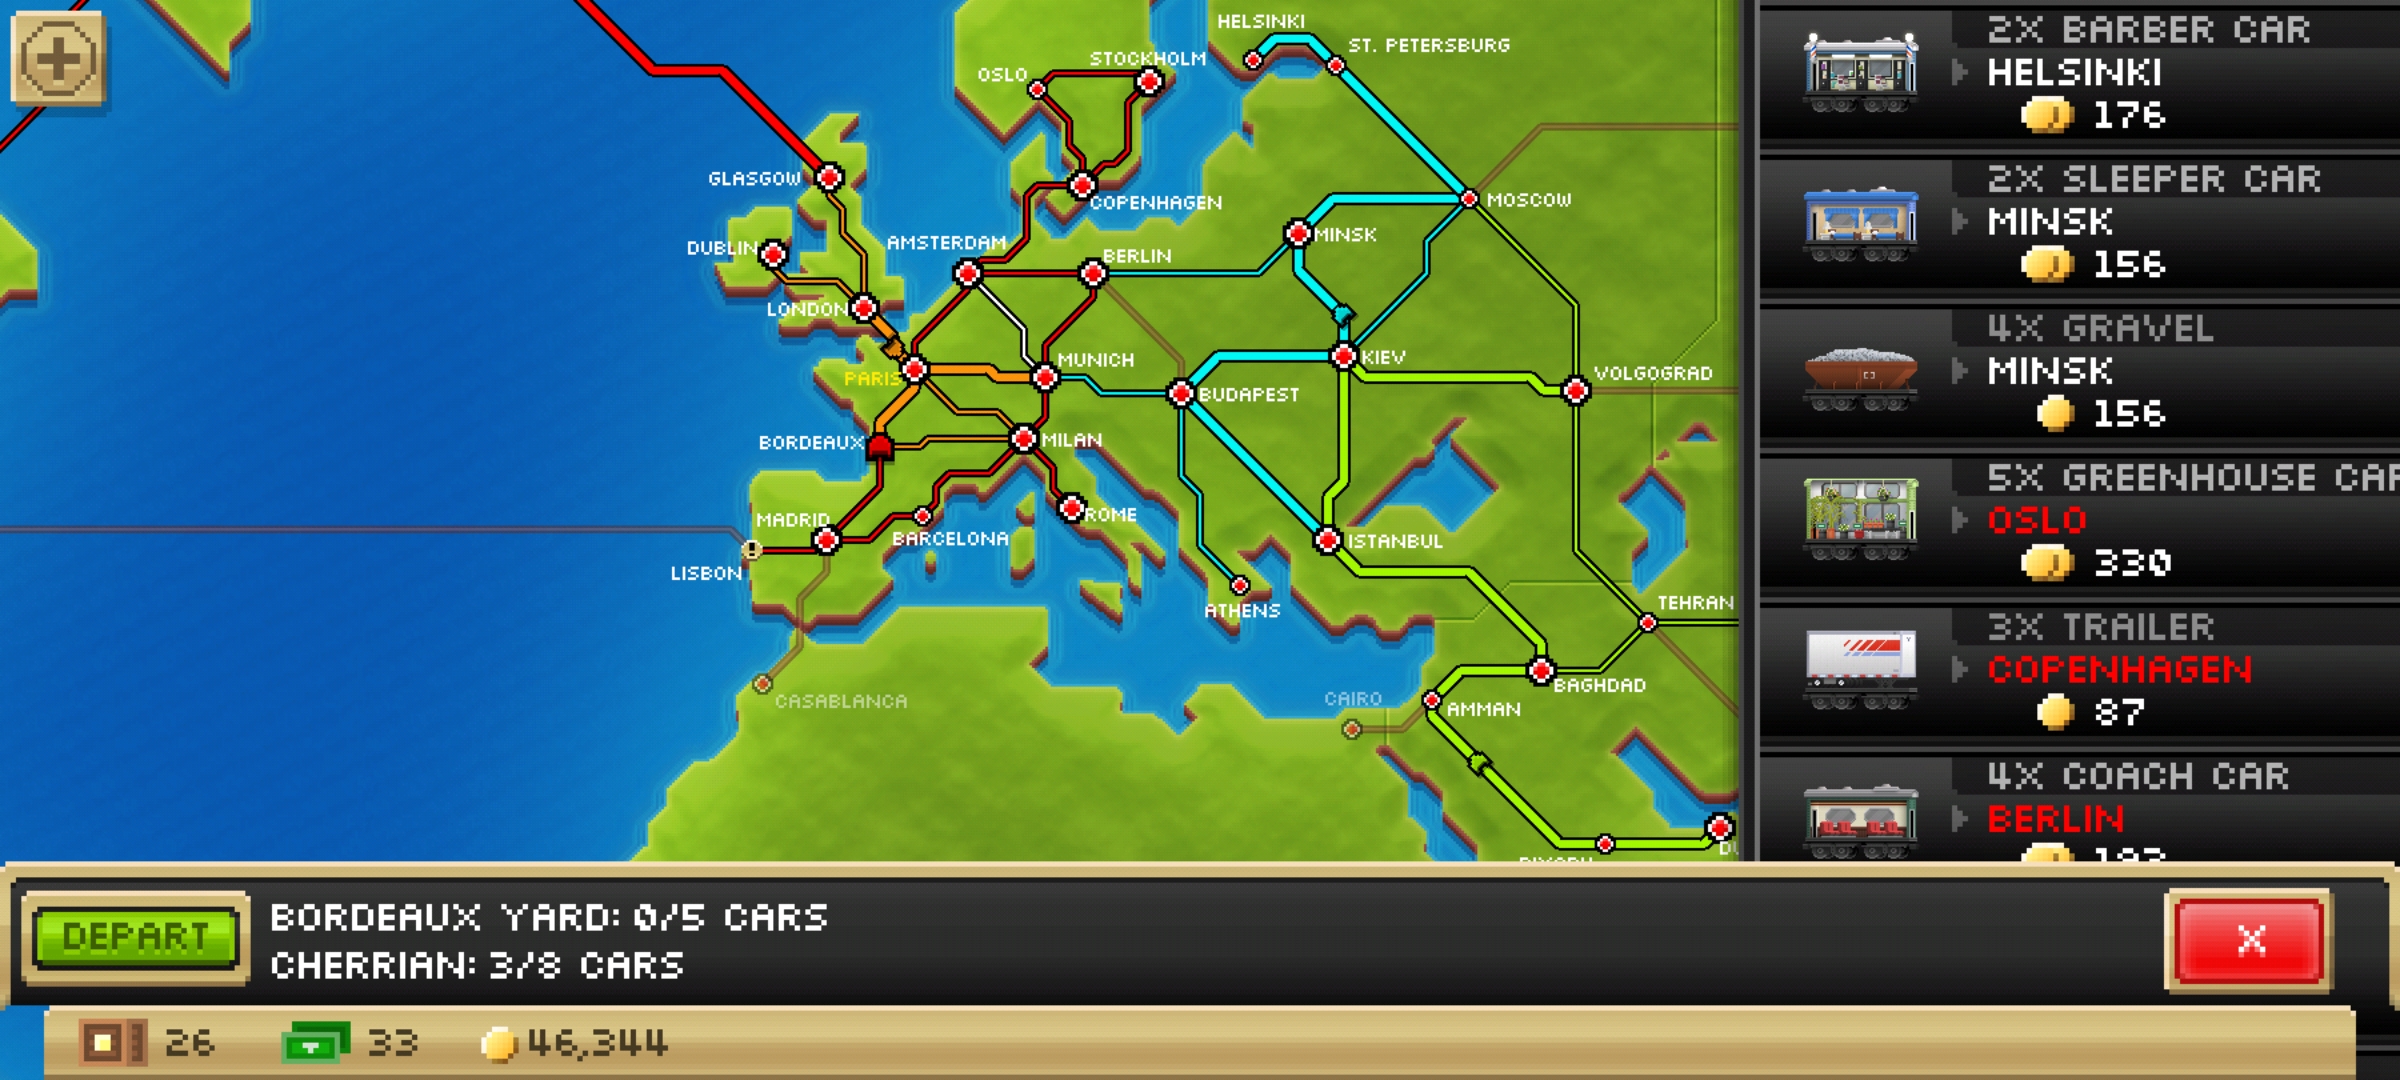 HELSINKI
ST. PETERSBURG
STOCKHOLM
OSLO
GLASGOW
COPENHAGEN
MOSCOW
MINSK
DUBLIN
AMSTERDAM
BERLIN
LONDON
MUNICH
KIEV
PARIS
VOLGOGRAD
BUDAPEST
BORDEAUX
MILAN
MADRID
ROME
BARCELONA
ISTANBUL
LISBON
ATHENS
TEHRAN
BAGHDAD
CASABLANCA
CAIRO
AMMAN
2X BARBER CAR
HELSINKI
176
2X SLEEPER CAR
MINSK
156
4X GRAVEL
MINSK
156
5X GREENHOUSE CAR
OSLO
330
3X TRAILER
COPENHAGEN
87
4X COACH CAR
BERLIN
DEPART
BORDEAUX YARD: 0/5 CARS
CHERRIAN: 3/8 CARS
X
26
33
46,344